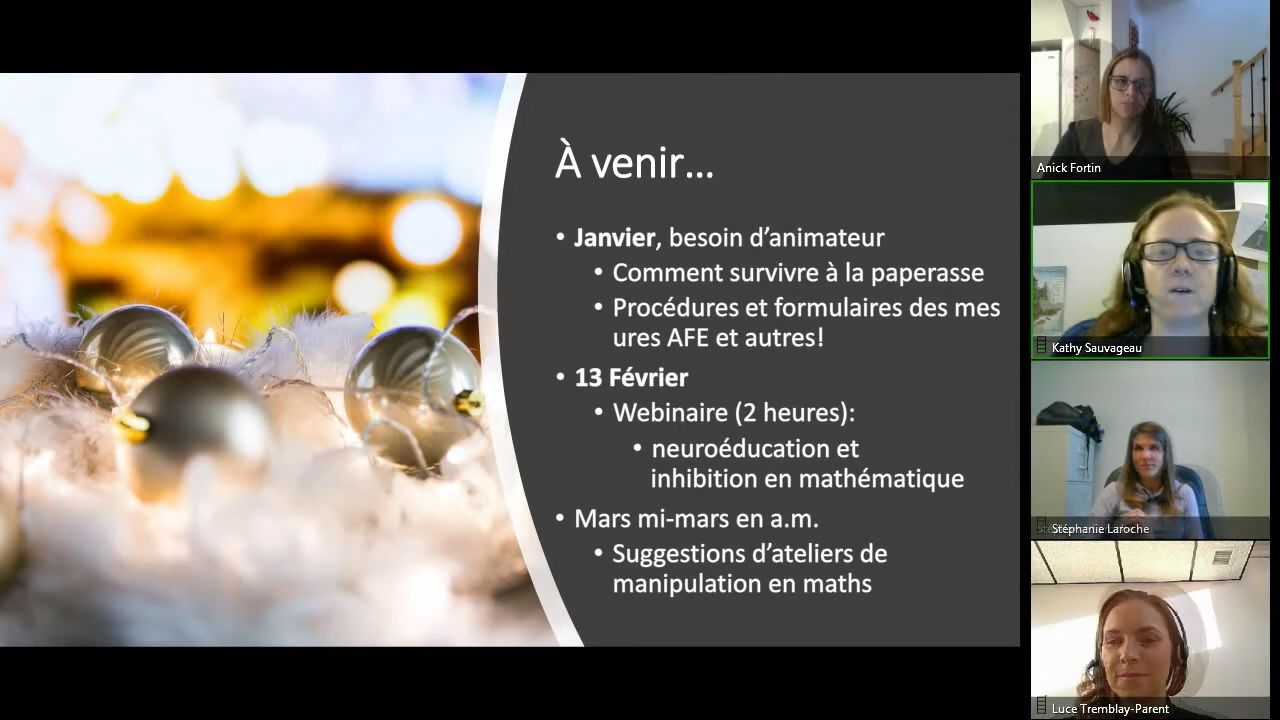 À venir...
• Janvier, besoin d’animateur
• Comment survivre à la paperasse
• Procédures et formulaires des mes
ures AFE et autres!
• 13 Février
• Webinaire (2 heures):
• neuroéducation et
inhibition en mathématique
• Mars mi-mars en a.m.
• Suggestions d’ateliers de
manipulation en maths
Anick Fortin
Kathy Sauvageau
Stéphanie Laroche
Luce Tremblay-Parent